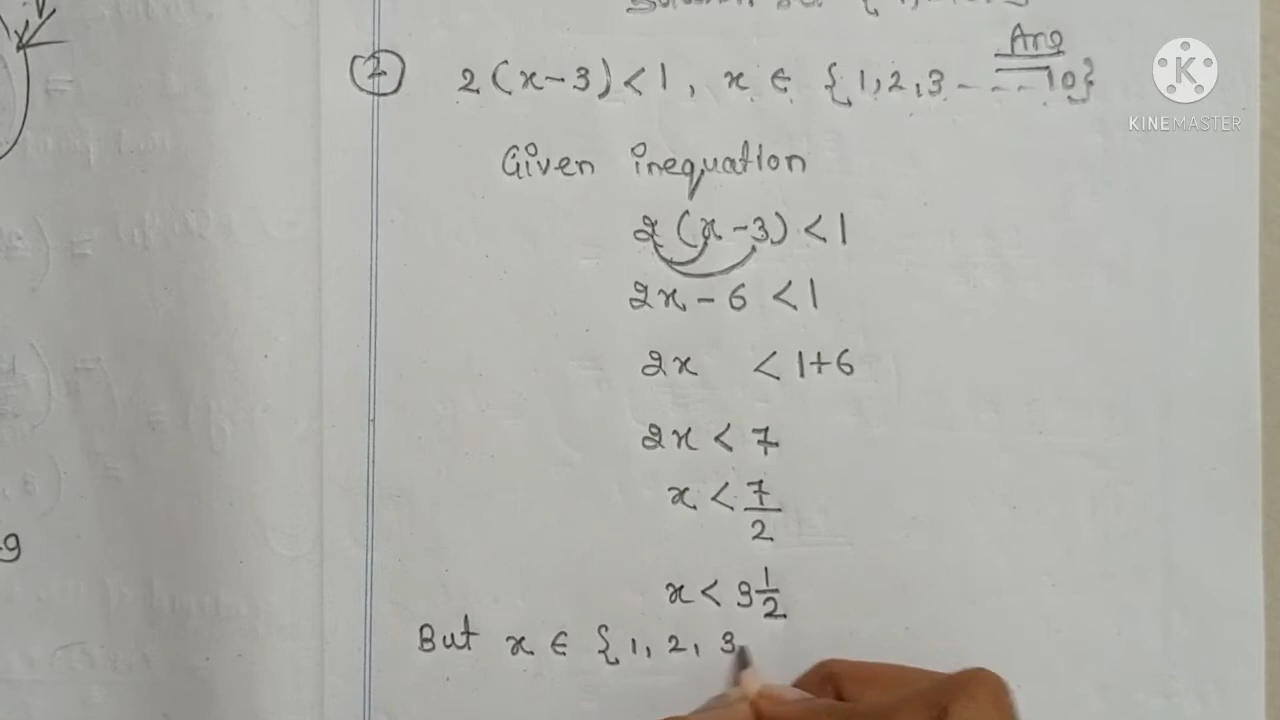 Ans
② 2(x-3)<1, x ∈ {1,2,3-...10}
KINEMASTER
Given inequation
2(x-3)<1
2x-6<1
2x <1+6
2x<7
x<7/2
x<3 1/2
But x ∈ {1, 2, 3